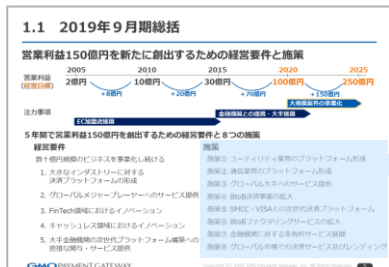 1.1 2019年9月期総括
営業利益150億円を新たに創出するための経営要件と施策
2005 2010 2015 2020 2025
営業利益
(経営目標)
2億円 10億円 30億円 100億円 250億円
+8億円 +20億円 +70億円 +150億円
大規模案件の事業化
注力事項
金融機関との提携・大手開拓
EC加盟店獲得
5年間で営業利益150億円を創出するための経営要件と8つの施策
経営要件
数十億円規模のビジネスを事業化し続ける
1. 大きなインダストリーに対する
決済プラットフォームの形成
2. グローバルメジャープレーヤーへのサービス提供
3. FinTech領域におけるイノベーション
4. キャッシュレス領域におけるイノベーション
5. 大手金融機関の次世代プラットフォーム構築への
密接な関与・サービス提供
施策
施策① ユーティリティ業界のプラットフォーム形成
施策② 通信業界のプラットフォーム形成
施策③ グローバル大手へのサービス提供
施策④ BtoB決済事業の拡大
施策⑤ SMCC・VISAとの次世代決済プラットフォーム
施策⑥ BtoBファクタリングサービスの拡大
施策⑦ 金融機関に対する多角的サービス展開
施策⑧ グローバル市場での決済サービス及びレンディング
GMO PAYMENT GATEWAY